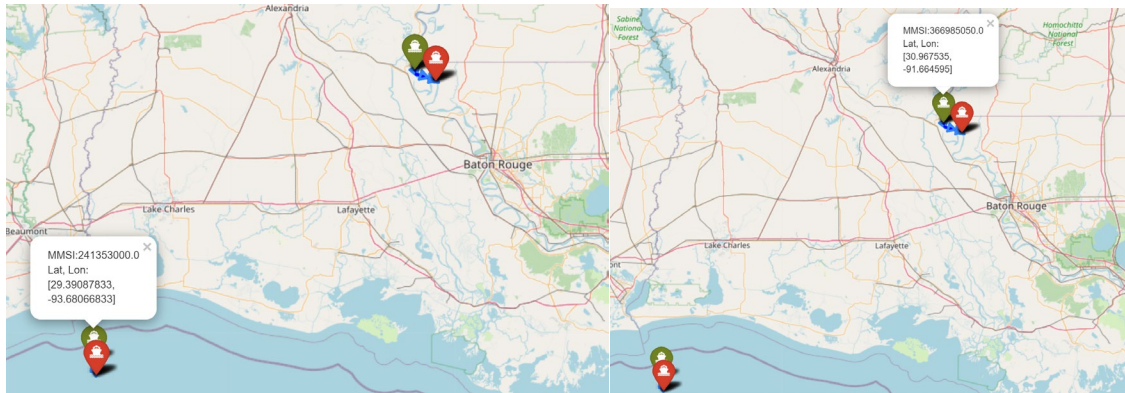 Alexandria
Baton Rouge
Lake Charles
Lafayette
Beaumont
×
MMSI:241353000.0
Lat, Lon:
[29.39087833,
-93.68066833]
Sabine
National
Forest
×
MMSI:366985050.0
Lat, Lon:
[30.967535,
-91.664595]
Homochitto
National
Forest
Alexandria
Baton Rouge
Lake Charles
Lafayette
ont